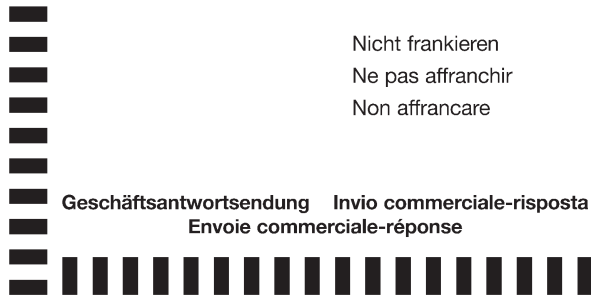 Nicht frankieren
Ne pas affranchir
Non affrancare
Geschäftsantwortsendung Invio commerciale-risposta
Envoie commerciale-réponse